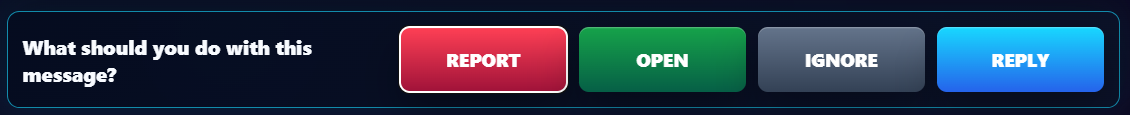 What should you do with this
message?
REPORT
OPEN
IGNORE
REPLY